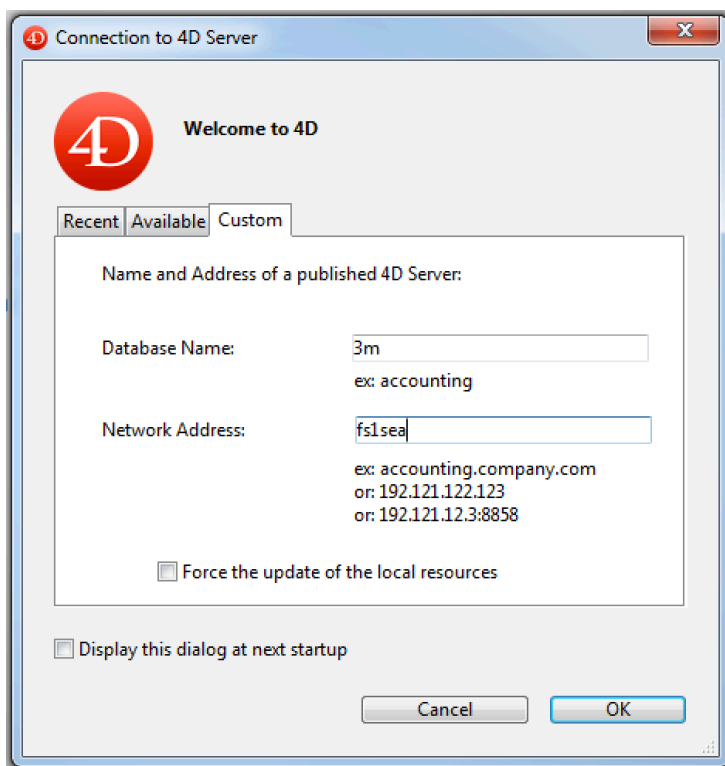 4D Connection to 4D Server
X
4D
Welcome to 4D
Recent Available Custom
Name and Address of a published 4D Server:
Database Name: 3m
ex: accounting
Network Address: fs1sea
ex: accounting.company.com
or: 192.121.122.123
or: 192.121.12.3:8858
Force the update of the local resources
Display this dialog at next startup
Cancel OK